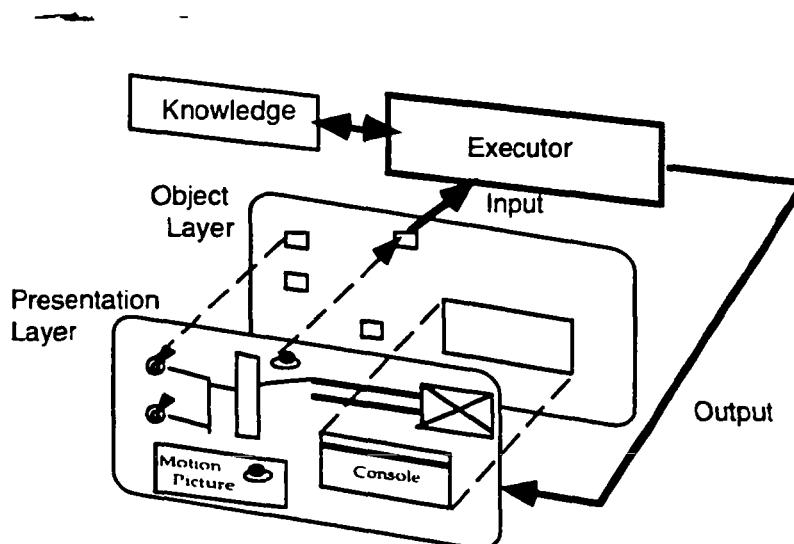 Knowledge
Executor
Object
Layer
Input
Presentation
Layer
Output
Motion
Picture
Console